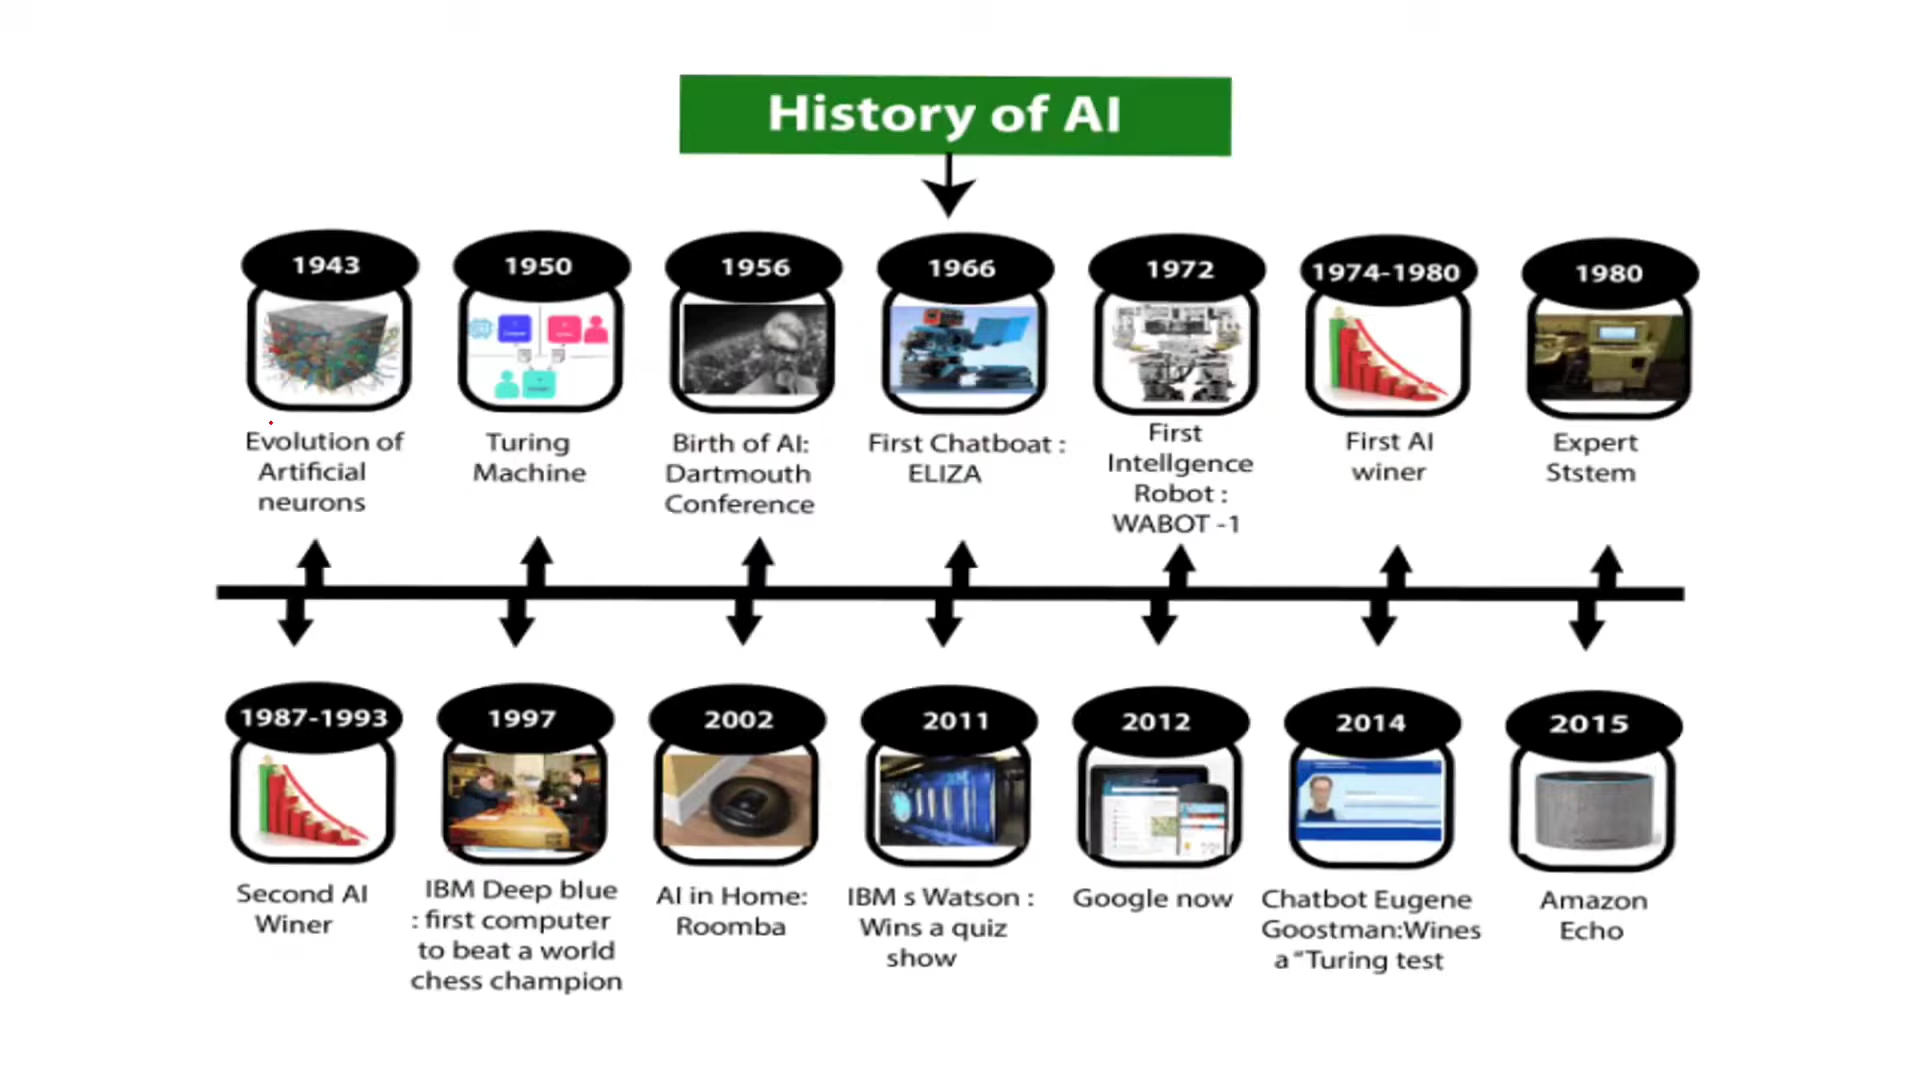 History of AI
1943
1950
1956
1966
1972
1974-1980
1980
Evolution of
Artificial
neurons
Turing
Machine
Birth of AI:
Dartmouth
Conference
First Chatboat :
ELIZA
First
Intellgence
Robot :
WABOT -1
First AI
winer
Expert
Ststem
1987-1993
1997
2002
2011
2012
2014
2015
Second AI
Winer
IBM Deep blue
: first computer
to beat a world
chess champion
AI in Home:
Roomba
IBM s Watson :
Wins a quiz
show
Google now
Chatbot Eugene
Goostman:Wines
a "Turing test
Amazon
Echo